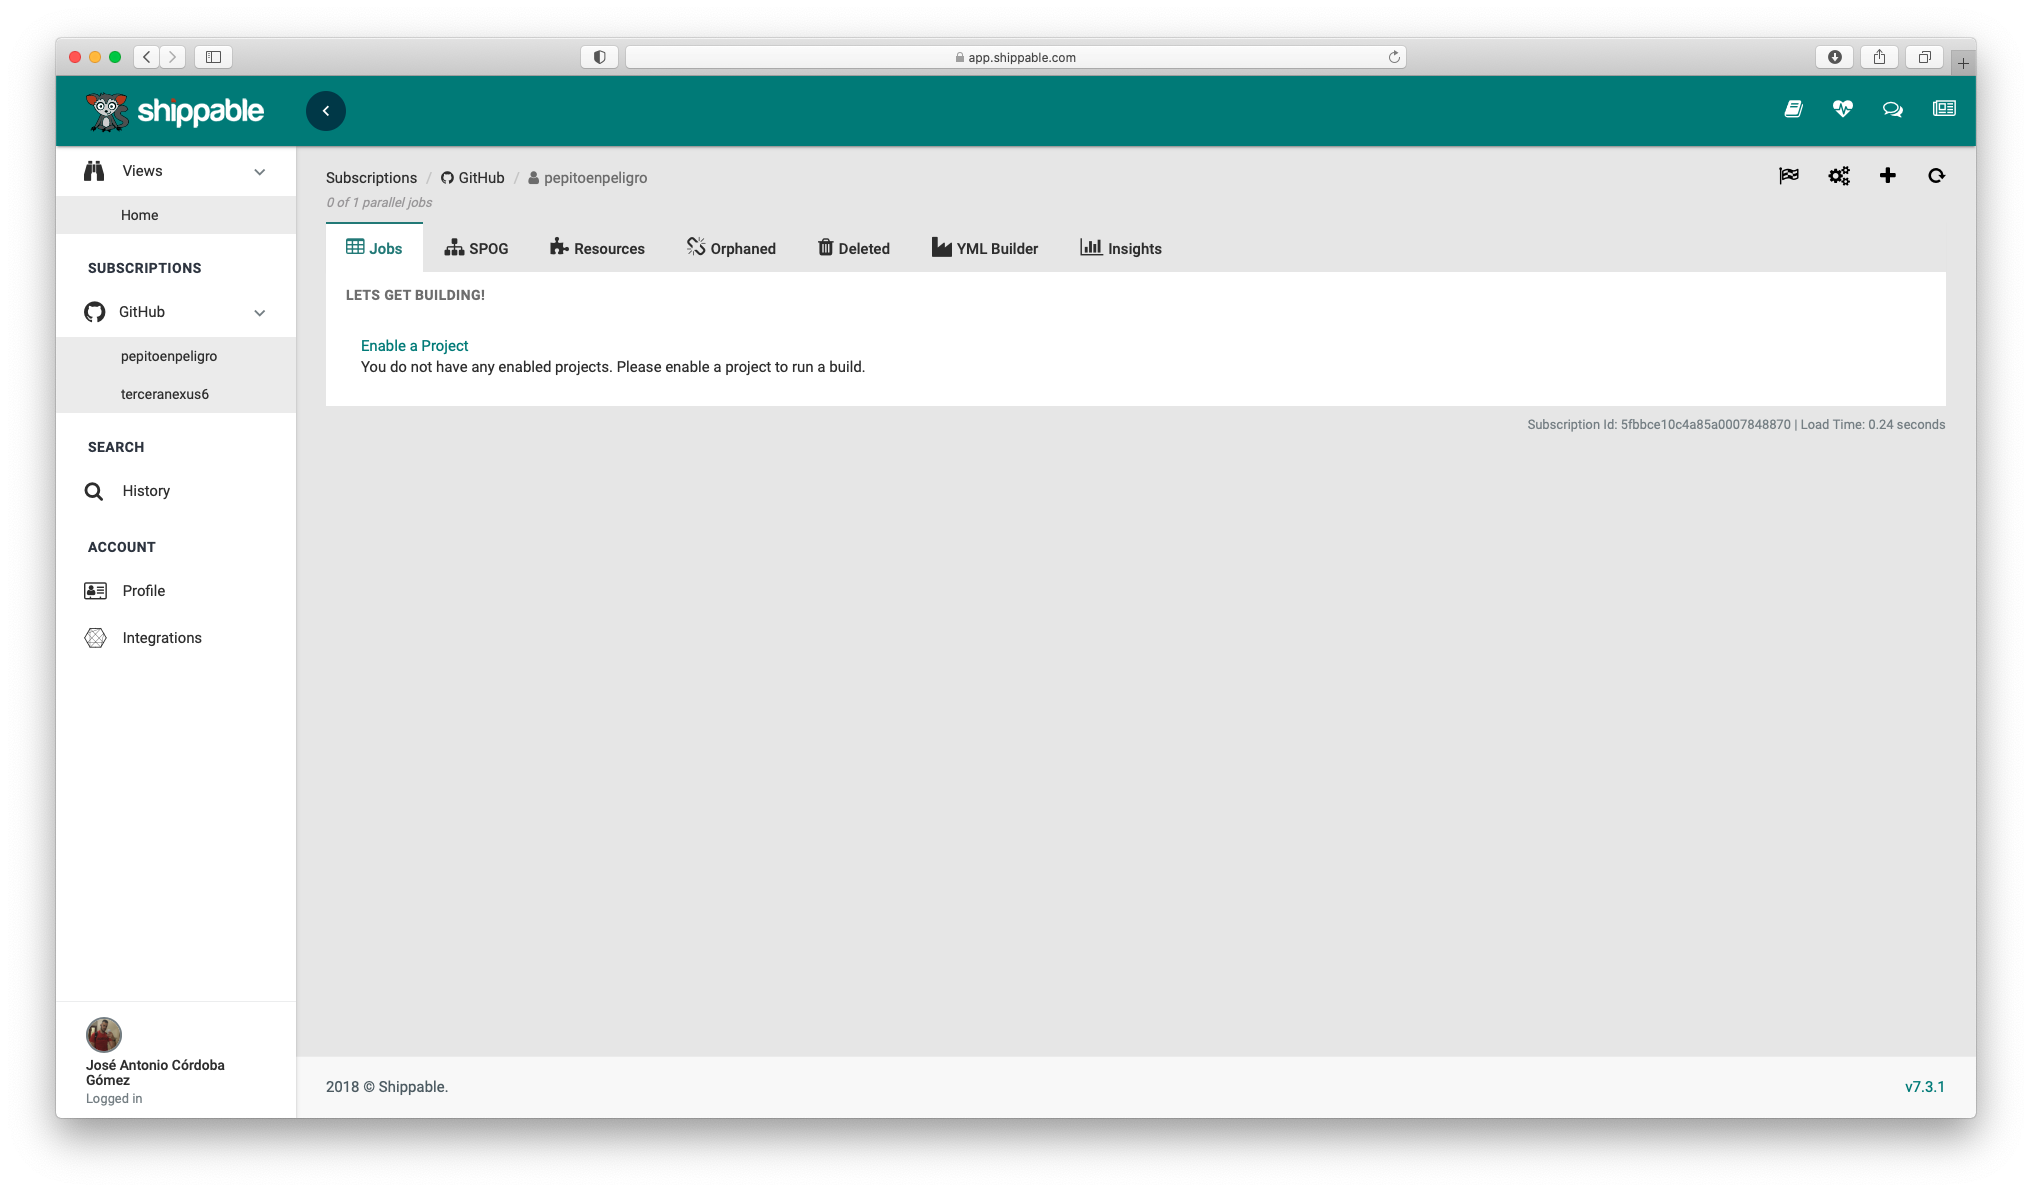 app.shippable.com
shippable
Views
Home
SUBSCRIPTIONS
GitHub
pepitoenpeligro
terceranexus6
SEARCH
History
ACCOUNT
Profile
Integrations
José Antonio Córdoba
Gómez
Logged in
Subscriptions / GitHub / pepitoenpeligro
0 of 1 parallel jobs
Jobs SPOG Resources Orphaned Deleted YML Builder Insights
LETS GET BUILDING!
Enable a Project
You do not have any enabled projects. Please enable a project to run a build.
Subscription Id: 5fbbce10c4a85a0007848870 | Load Time: 0.24 seconds
2018 © Shippable.
v7.3.1